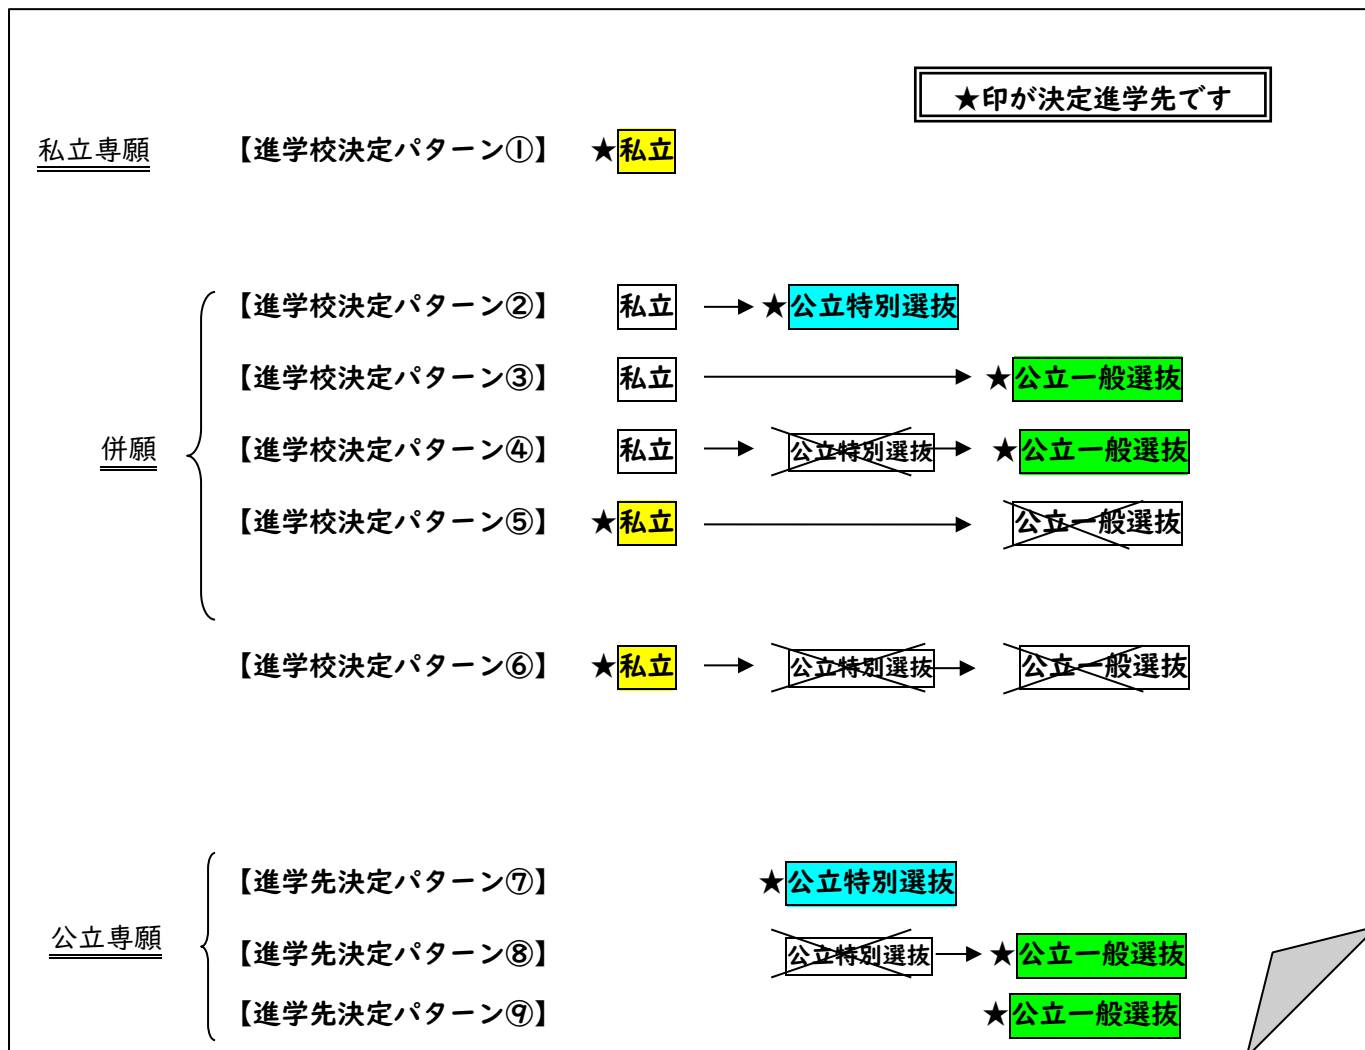 ★印が決定進学先です
私立専願 【進学校決定パターン①】 ★私立
【進学校決定パターン②】 私立 → ★公立特別選抜
【進学校決定パターン③】 私立 → ★公立一般選抜
併願 【進学校決定パターン④】 私立 → 公立特別選抜 → ★公立一般選抜
【進学校決定パターン⑤】 ★私立 → 公立一般選抜
【進学校決定パターン⑥】 ★私立 → 公立特別選抜 → 公立一般選抜
【進学先決定パターン⑦】 ★公立特別選抜
公立専願 【進学先決定パターン⑧】 公立特別選抜 → ★公立一般選抜
【進学先決定パターン⑨】 ★公立一般選抜